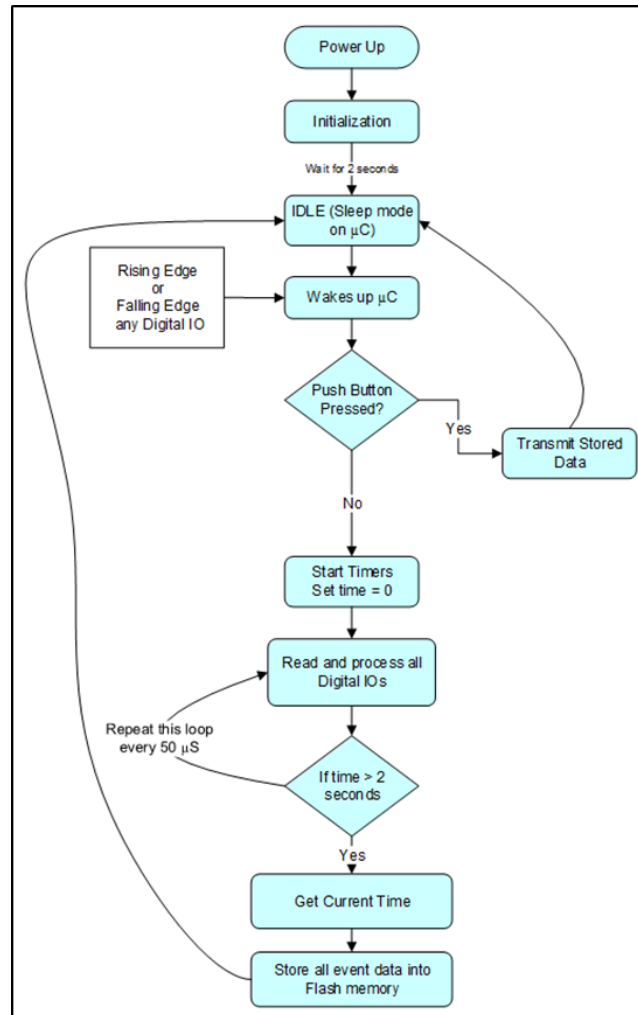 Power Up
Initialization
Wait for 2 seconds
IDLE (Sleep mode
on μC)
Rising Edge
or
Falling Edge
any Digital IO
Wakes up μC
Push Button
Pressed?
Yes
Transmit Stored
Data
No
Start Timers
Set time = 0
Read and process all
Digital IOs
Repeat this loop
every 50 μS
If time > 2
seconds
Yes
Get Current Time
Store all event data into
Flash memory